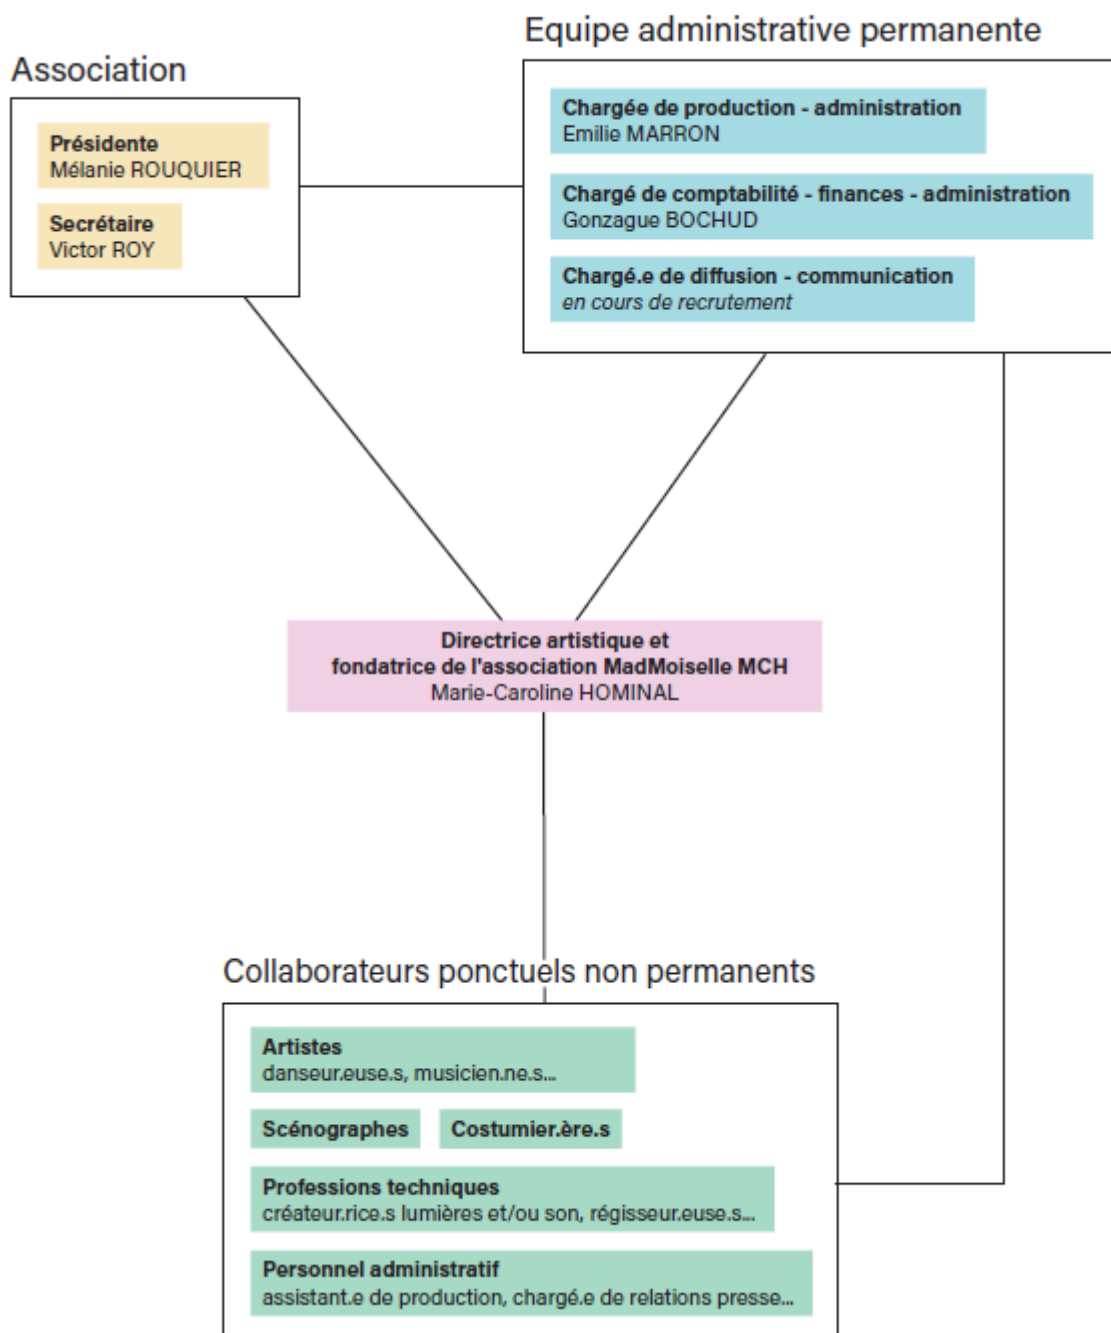 Equipe administrative permanente
Association
Présidente
Mélanie ROUQUIER
Secrétaire
Victor ROY
Chargée de production - administration
Emilie MARRON
Chargé de comptabilité - finances - administration
Gonzague BOCHUD
Chargé.e de diffusion - communication
en cours de recrutement
Directrice artistique et
fondatrice de l'association MadMoiselle MCH
Marie-Caroline HOMINAL
Collaborateurs ponctuels non permanents
Artistes
danseur.euse.s, musicien.ne.s...
Scénographes
Costumier.ère.s
Professions techniques
créateur.rice.s lumières et/ou son, régisseur.euse.s...
Personnel administratif
assistant.e de production, chargé.e de relations presse...